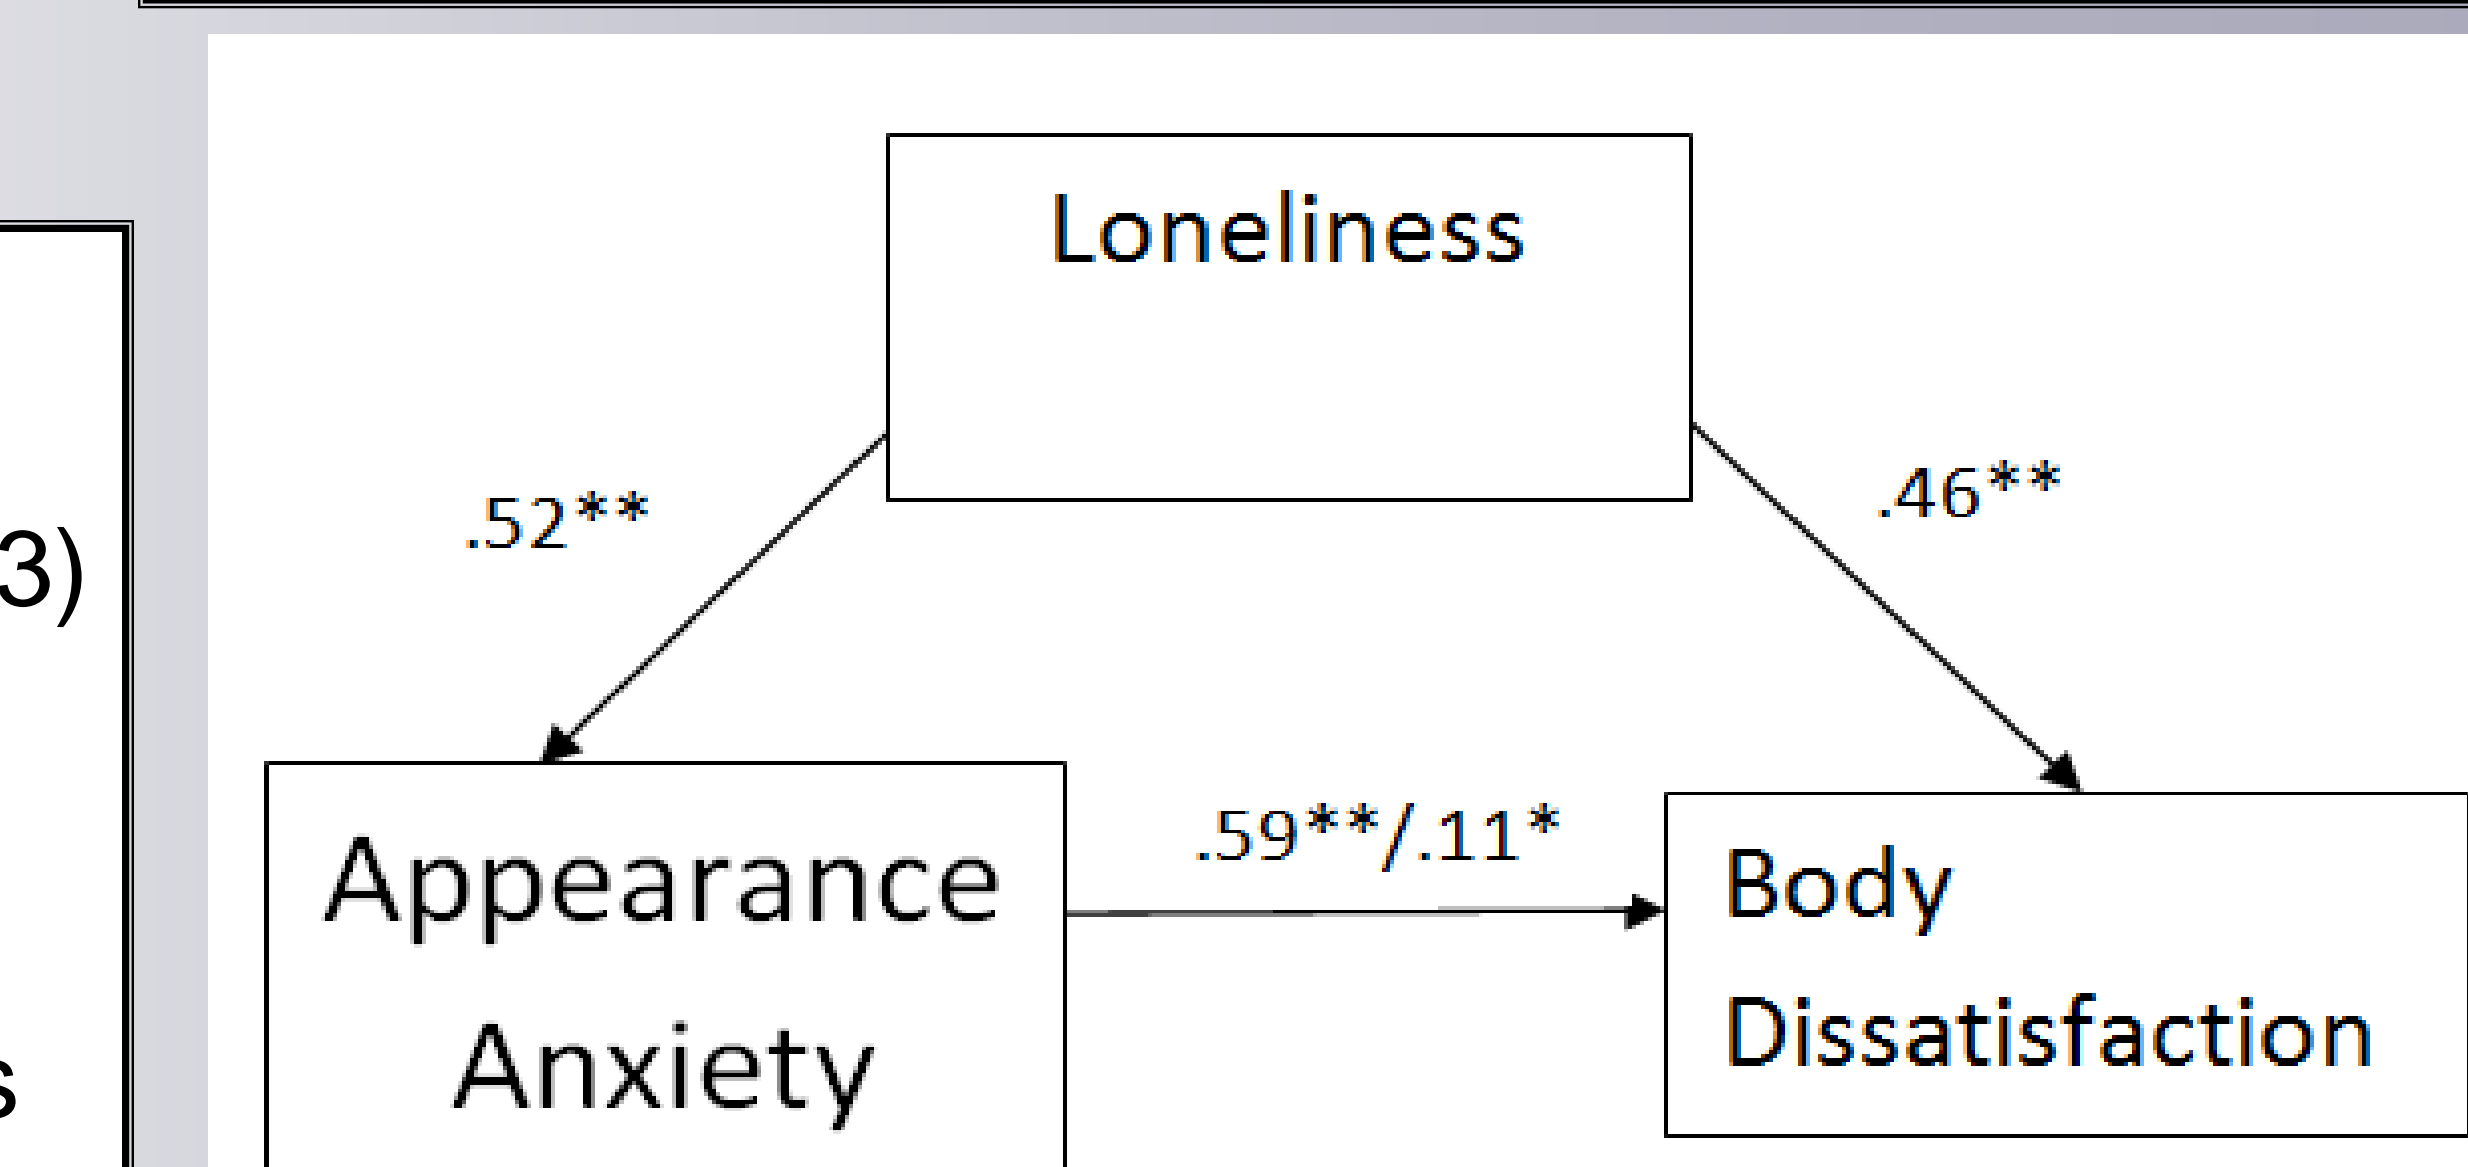 Loneliness
.52**
.46**
3)
.59**/.11*
Appearance
Anxiety
Body
Dissatisfaction
s